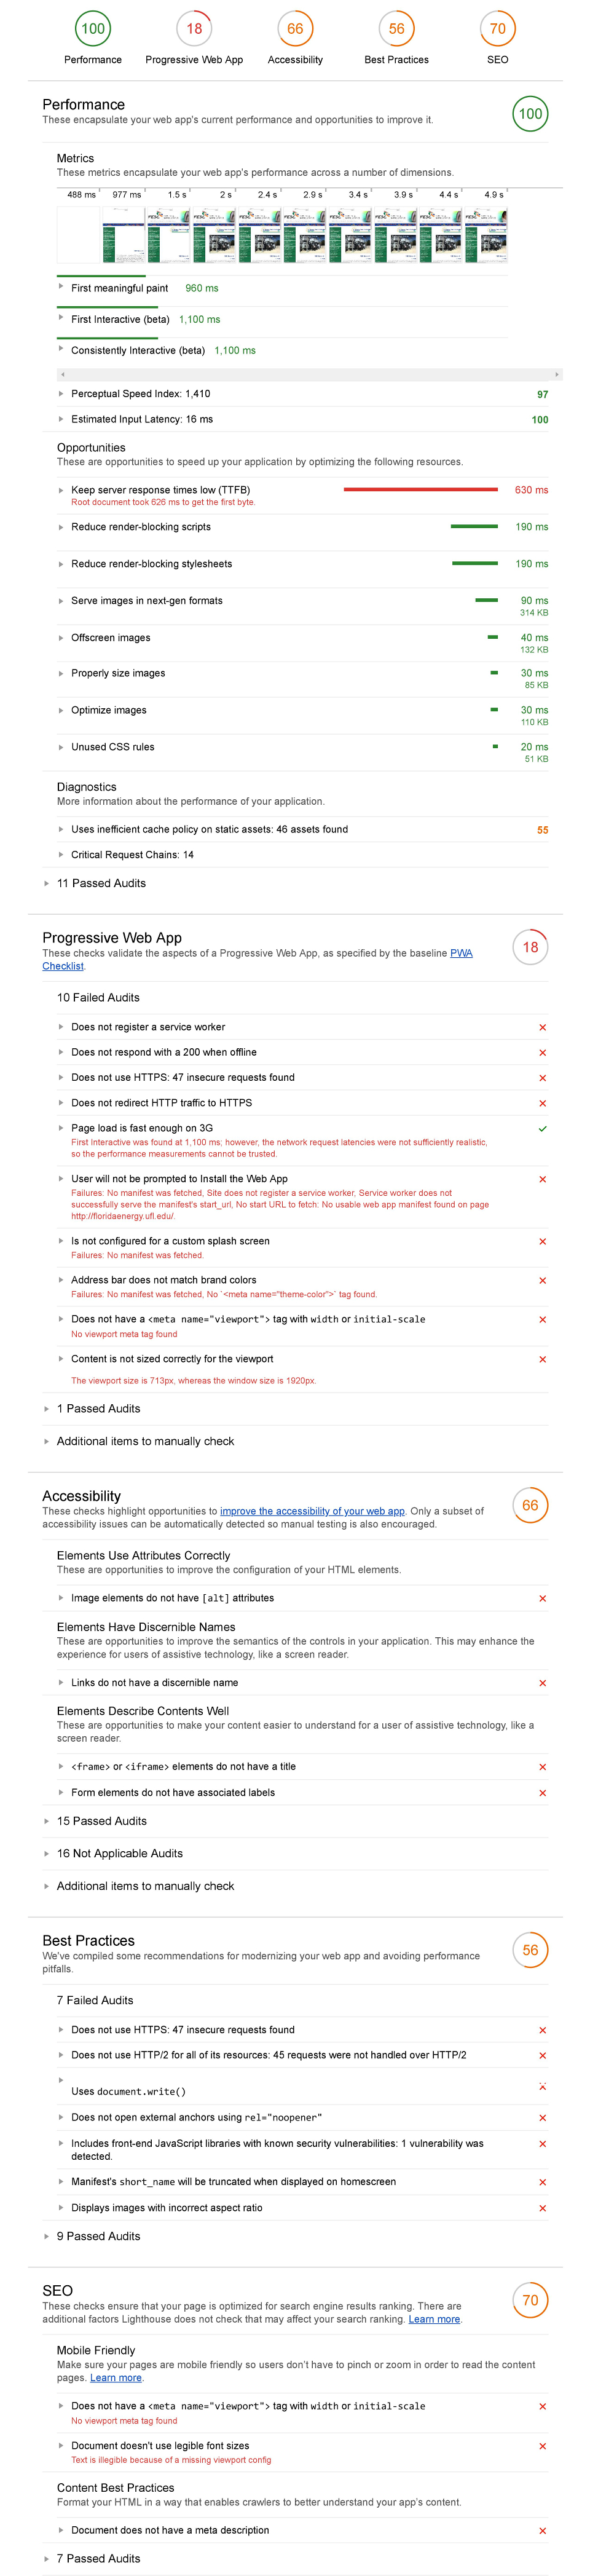 100
18
66
56
70
Performance
Progressive Web App
Accessibility
Best Practices
SEO
Performance
These encapsulate your web app's current performance and opportunities to improve it.
100
Metrics
These metrics encapsulate your web app's performance across a number of dimensions.
488 ms
977 ms
1.5 s
2 s
2.4 s
2.9 s
3.4 s
3.9 s
4.4 s
4.9 s
First meaningful paint 960 ms
First Interactive (beta) 1,100 ms
Consistently Interactive (beta) 1,100 ms
Perceptual Speed Index: 1,410
97
Estimated Input Latency: 16 ms
100
Opportunities
These are opportunities to speed up your application by optimizing the following resources.
Keep server response times low (TTFB)
630 ms
Root document took 626 ms to get the first byte.
Reduce render-blocking scripts
190 ms
Reduce render-blocking stylesheets
190 ms
Serve images in next-gen formats
90 ms
314 KB
Offscreen images
40 ms
132 KB
Properly size images
30 ms
85 KB
Optimize images
30 ms
110 KB
Unused CSS rules
20 ms
51 KB
Diagnostics
More information about the performance of your application.
Uses inefficient cache policy on static assets: 46 assets found
55
Critical Request Chains: 14
11 Passed Audits
Progressive Web App
These checks validate the aspects of a Progressive Web App, as specified by the baseline PWA
Checklist.
18
10 Failed Audits
Does not register a service worker
Does not respond with a 200 when offline
Does not use HTTPS: 47 insecure requests found
Does not redirect HTTP traffic to HTTPS
Page load is fast enough on 3G
First Interactive was found at 1,100 ms; however, the network request latencies were not sufficiently realistic,
so the performance measurements cannot be trusted.
User will not be prompted to Install the Web App
Failures: No manifest was fetched, Site does not register a service worker, Service worker does not
successfully serve the manifest's start_url, No start URL to fetch: No usable web app manifest found on page
http://floridaenergy.ufl.edu/.
Is not configured for a custom splash screen
Failures: No manifest was fetched.
Address bar does not match brand colors
Failures: No manifest was fetched, No `<meta name="theme-color">` tag found.
Does not have a <meta name="viewport"> tag with width or initial-scale
No viewport meta tag found
Content is not sized correctly for the viewport
The viewport size is 713px, whereas the window size is 1920px.
1 Passed Audits
Additional items to manually check
Accessibility
These checks highlight opportunities to improve the accessibility of your web app. Only a subset of
accessibility issues can be automatically detected so manual testing is also encouraged.
66
Elements Use Attributes Correctly
These are opportunities to improve the configuration of your HTML elements.
Image elements do not have [alt] attributes
Elements Have Discernible Names
These are opportunities to improve the semantics of the controls in your application. This may enhance the
experience for users of assistive technology, like a screen reader.
Links do not have a discernible name
Elements Describe Contents Well
These are opportunities to make your content easier to understand for a user of assistive technology, like a
screen reader.
<frame> or <iframe> elements do not have a title
Form elements do not have associated labels
15 Passed Audits
16 Not Applicable Audits
Additional items to manually check
Best Practices
We've compiled some recommendations for modernizing your web app and avoiding performance
pitfalls.
56
7 Failed Audits
Does not use HTTPS: 47 insecure requests found
Does not use HTTP/2 for all of its resources: 45 requests were not handled over HTTP/2
Uses document.write()
Does not open external anchors using rel="noopener"
Includes front-end JavaScript libraries with known security vulnerabilities: 1 vulnerability was
detected.
Manifest's short_name will be truncated when displayed on homescreen
Displays images with incorrect aspect ratio
9 Passed Audits
SEO
These checks ensure that your page is optimized for search engine results ranking. There are
additional factors Lighthouse does not check that may affect your search ranking. Learn more.
70
Mobile Friendly
Make sure your pages are mobile friendly so users don't have to pinch or zoom in order to read the content
pages. Learn more.
Does not have a <meta name="viewport"> tag with width or initial-scale
No viewport meta tag found
Document doesn't use legible font sizes
Text is illegible because of a missing viewport config
Content Best Practices
Format your HTML in a way that enables crawlers to better understand your app's content.
Document does not have a meta description
7 Passed Audits